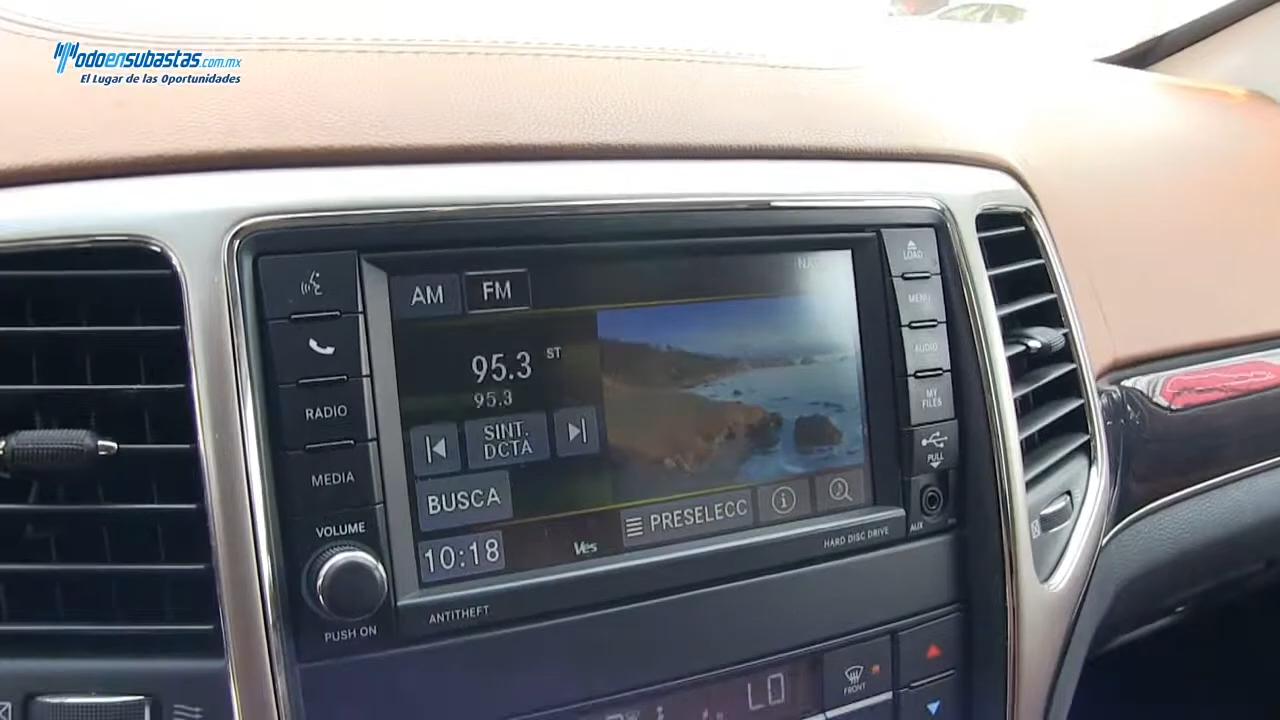 todoensubastas.com.mx
El Lugar de las Oportunidades
LOAD
MENU
AUDIO
MY
FILES
PULL
AUX
RADIO
MEDIA
VOLUME
PUSH ON
AM
FM
95.3
ST
95.3
SINT.
DCTA
BUSCA
PRESELECC
i
10:18
Ves
HARD DISC DRIVE
ANTITHEFT
LO
FRONT